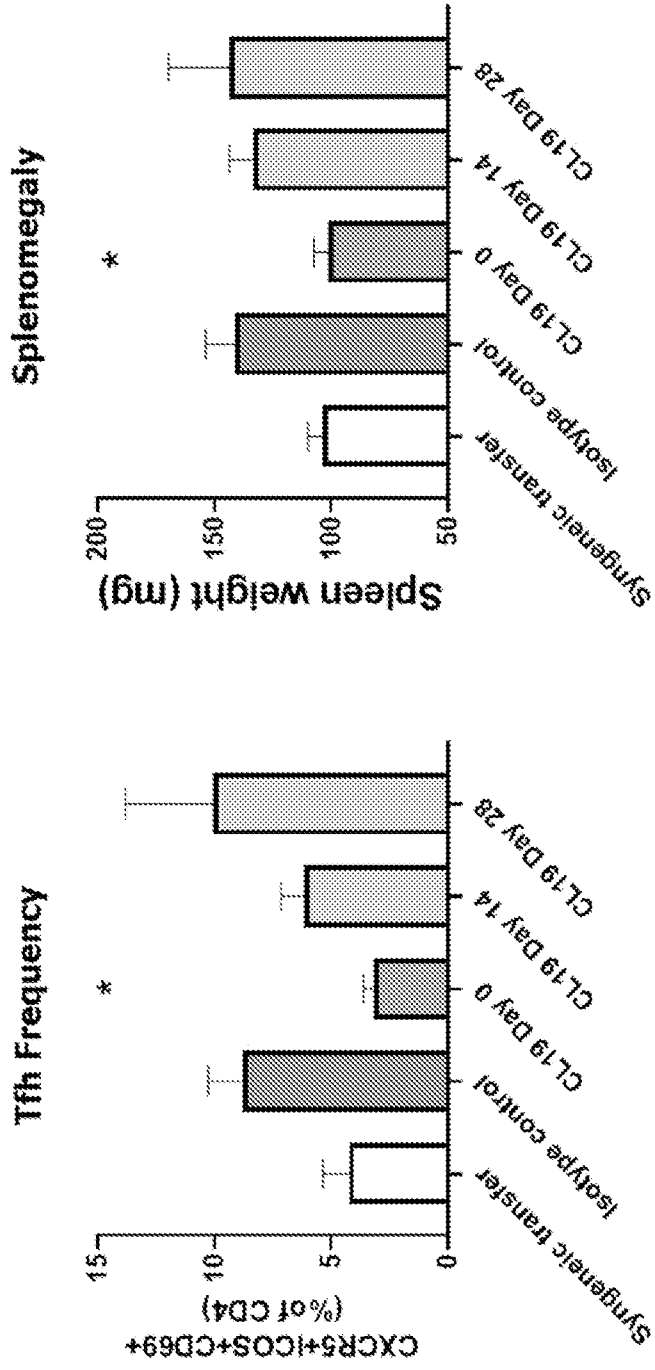 Tfh Frequency
CXCR5+ICOS+CD69+
(% of CD4)
15
10
5
0
Syngeneic transfer
Isotype control
CL19 Day 0
CL19 Day 14
CL19 Day 28
*
Splenomegaly
Spleen weight (mg)
200
150
100
50
Syngeneic transfer
Isotype control
CL19 Day 0
CL19 Day 14
CL19 Day 28
*